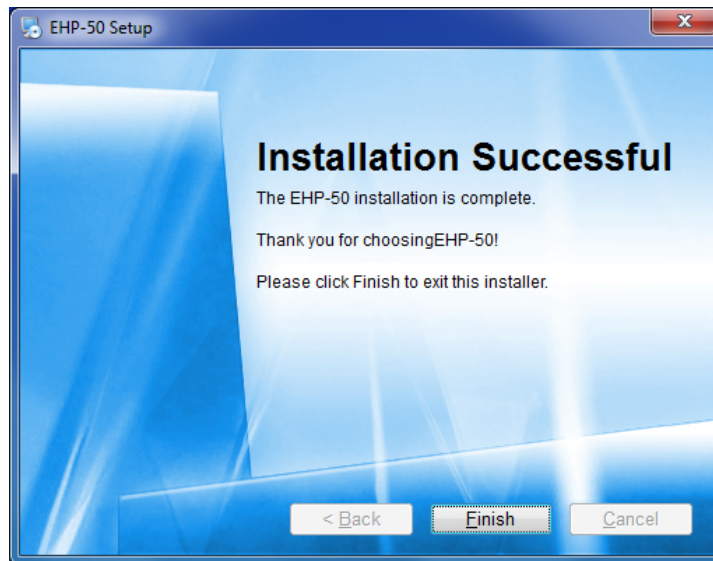 EHP-50 Setup
Installation Successful
The EHP-50 installation is complete.
Thank you for choosingEHP-50!
Please click Finish to exit this installer.
< Back
Finish
Cancel